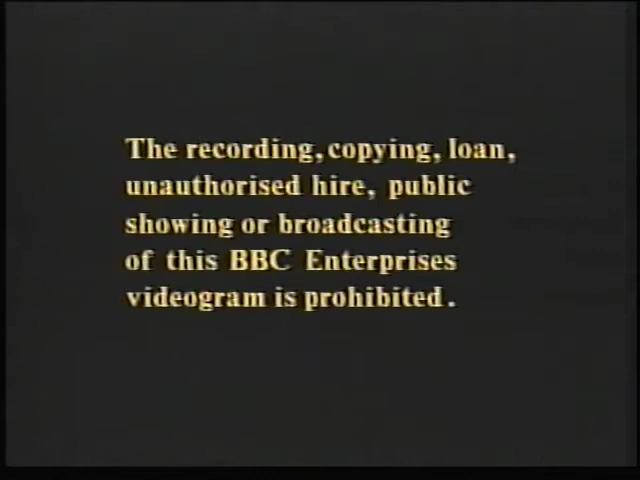 The recording, copying, loan,
unauthorised hire, public
showing or broadcasting
of this BBC Enterprises
videogram is prohibited.